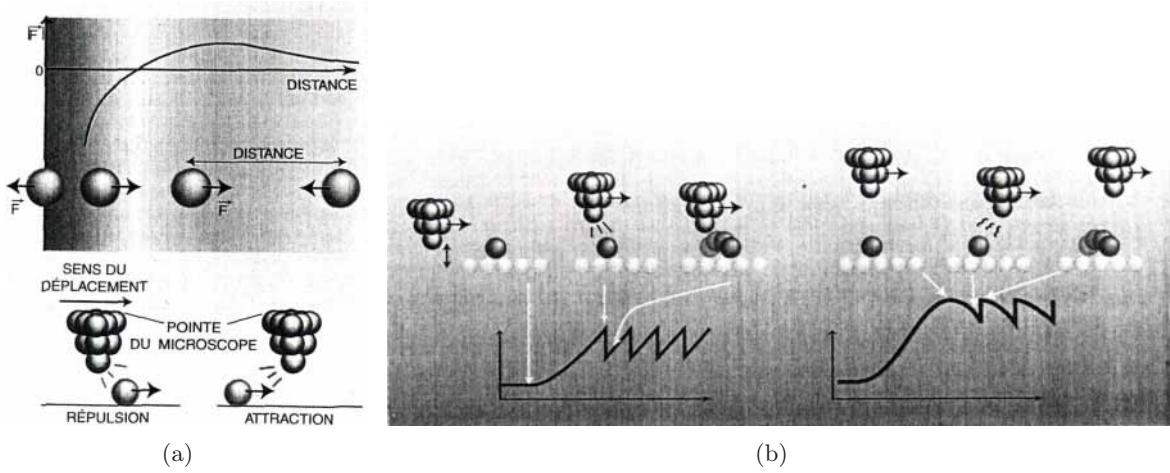 F
0
DISTANCE
DISTANCE
F
F
SENS DU
DÉPLACEMENT
POINTE
DU MICROSCOPE
RÉPULSION
ATTRACTION
(a)
(b)